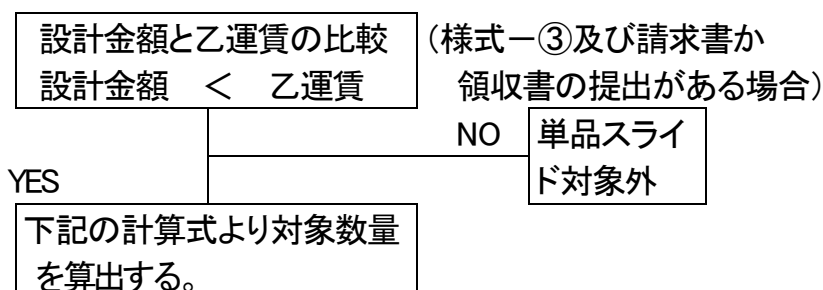 設計金額と乙運賃の比較
設計金額 < 乙運賃
(様式－③及び請求書か
領収書の提出がある場合)
NO
単品スライ
ド対象外
YES
下記の計算式より対象数量
を算出する。